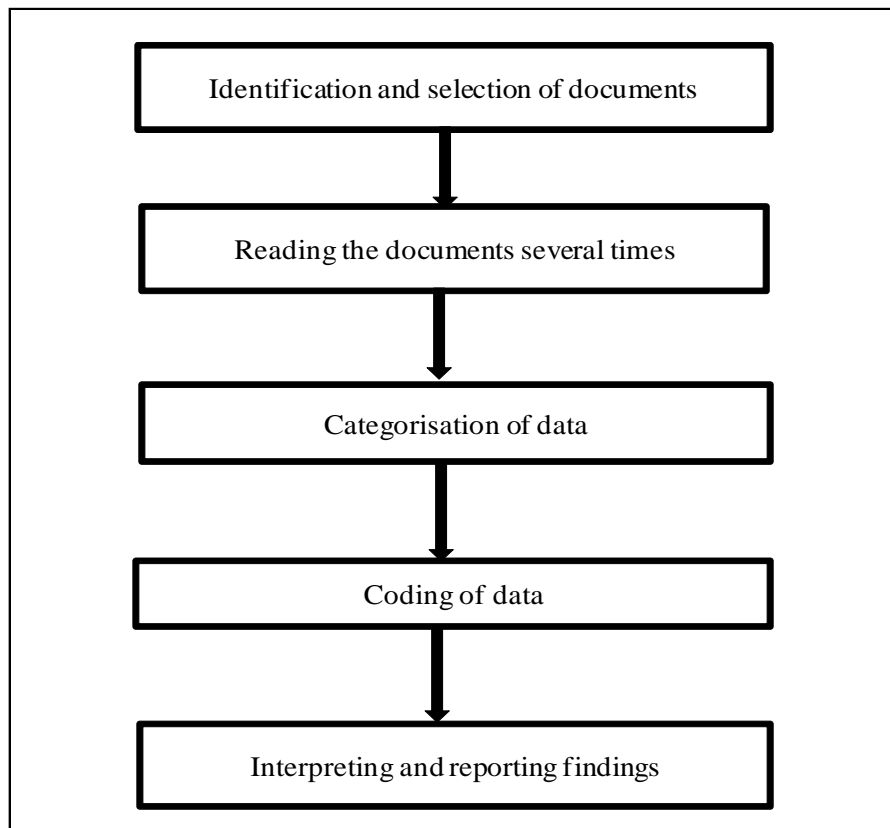 Identification and selection of documents
Reading the documents several times
Categorisation of data
Coding of data
Interpreting and reporting findings